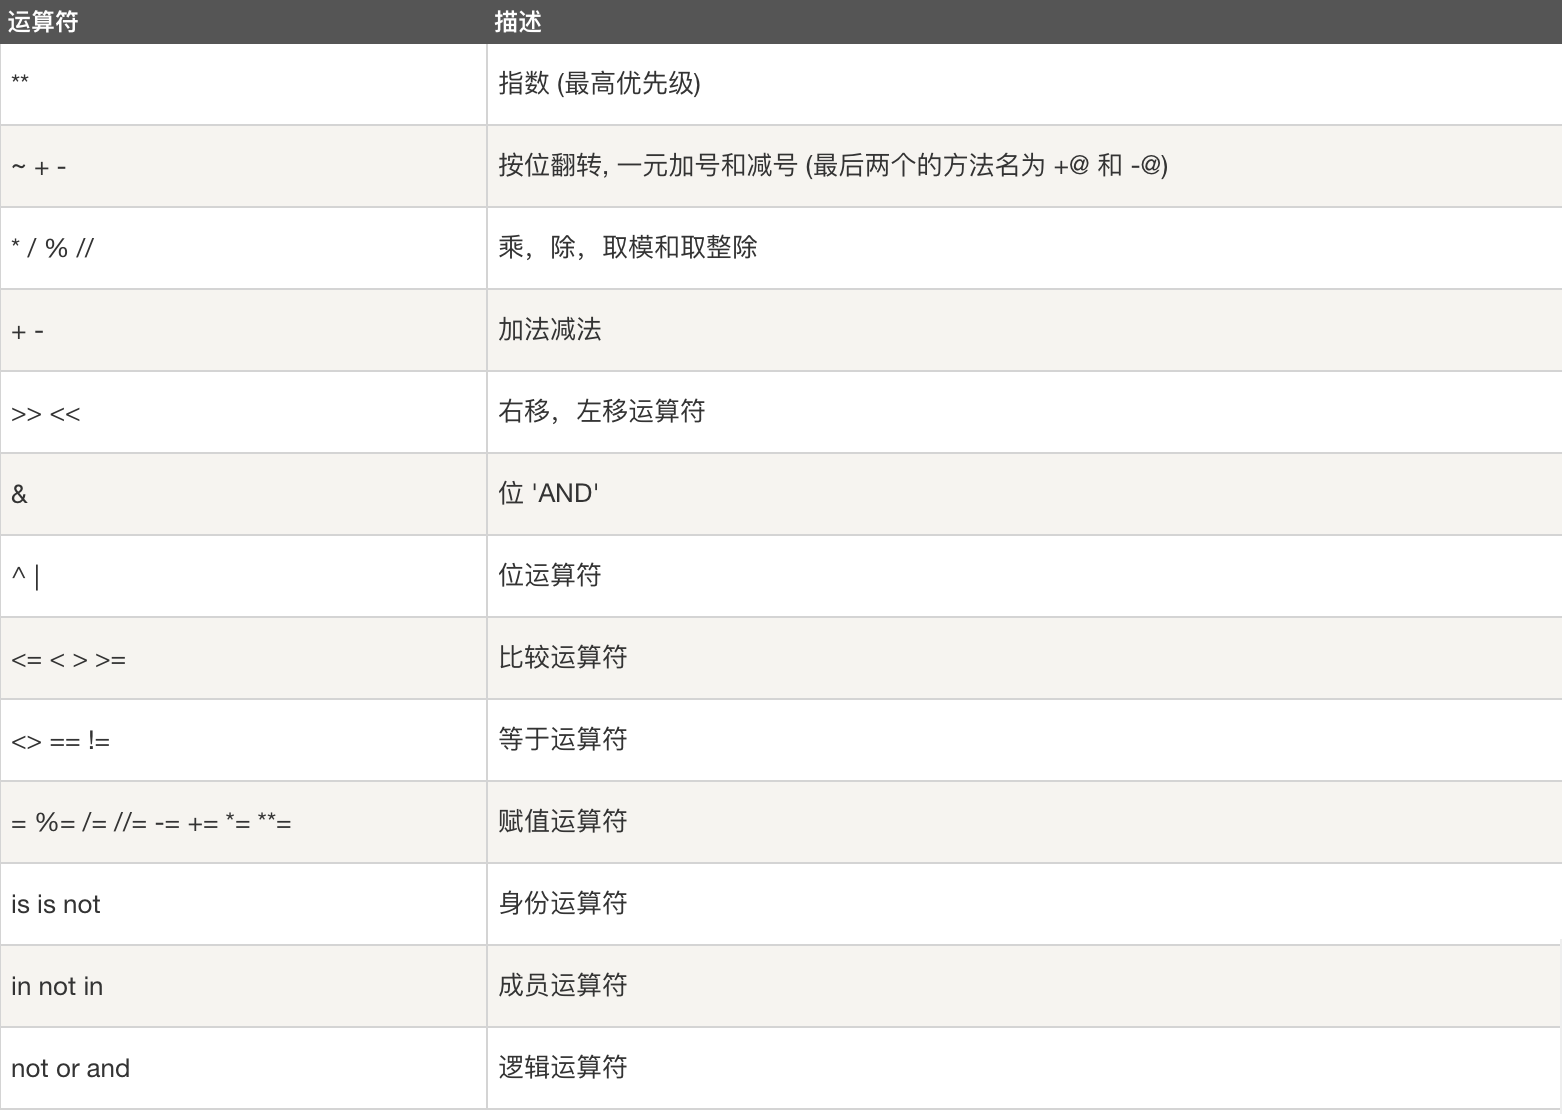 运算符 描述
** 指数 (最高优先级)
~ + - 按位翻转, 一元加号和减号 (最后两个的方法名为 +@ 和 -@)
* / % // 乘，除，取模和取整除
+ - 加法减法
>> << 右移，左移运算符
& 位 'AND'
^ | 位运算符
<= < > >= 比较运算符
<> == != 等于运算符
= %= /= //= -= += *= **= 赋值运算符
is is not 身份运算符
in not in 成员运算符
not or and 逻辑运算符